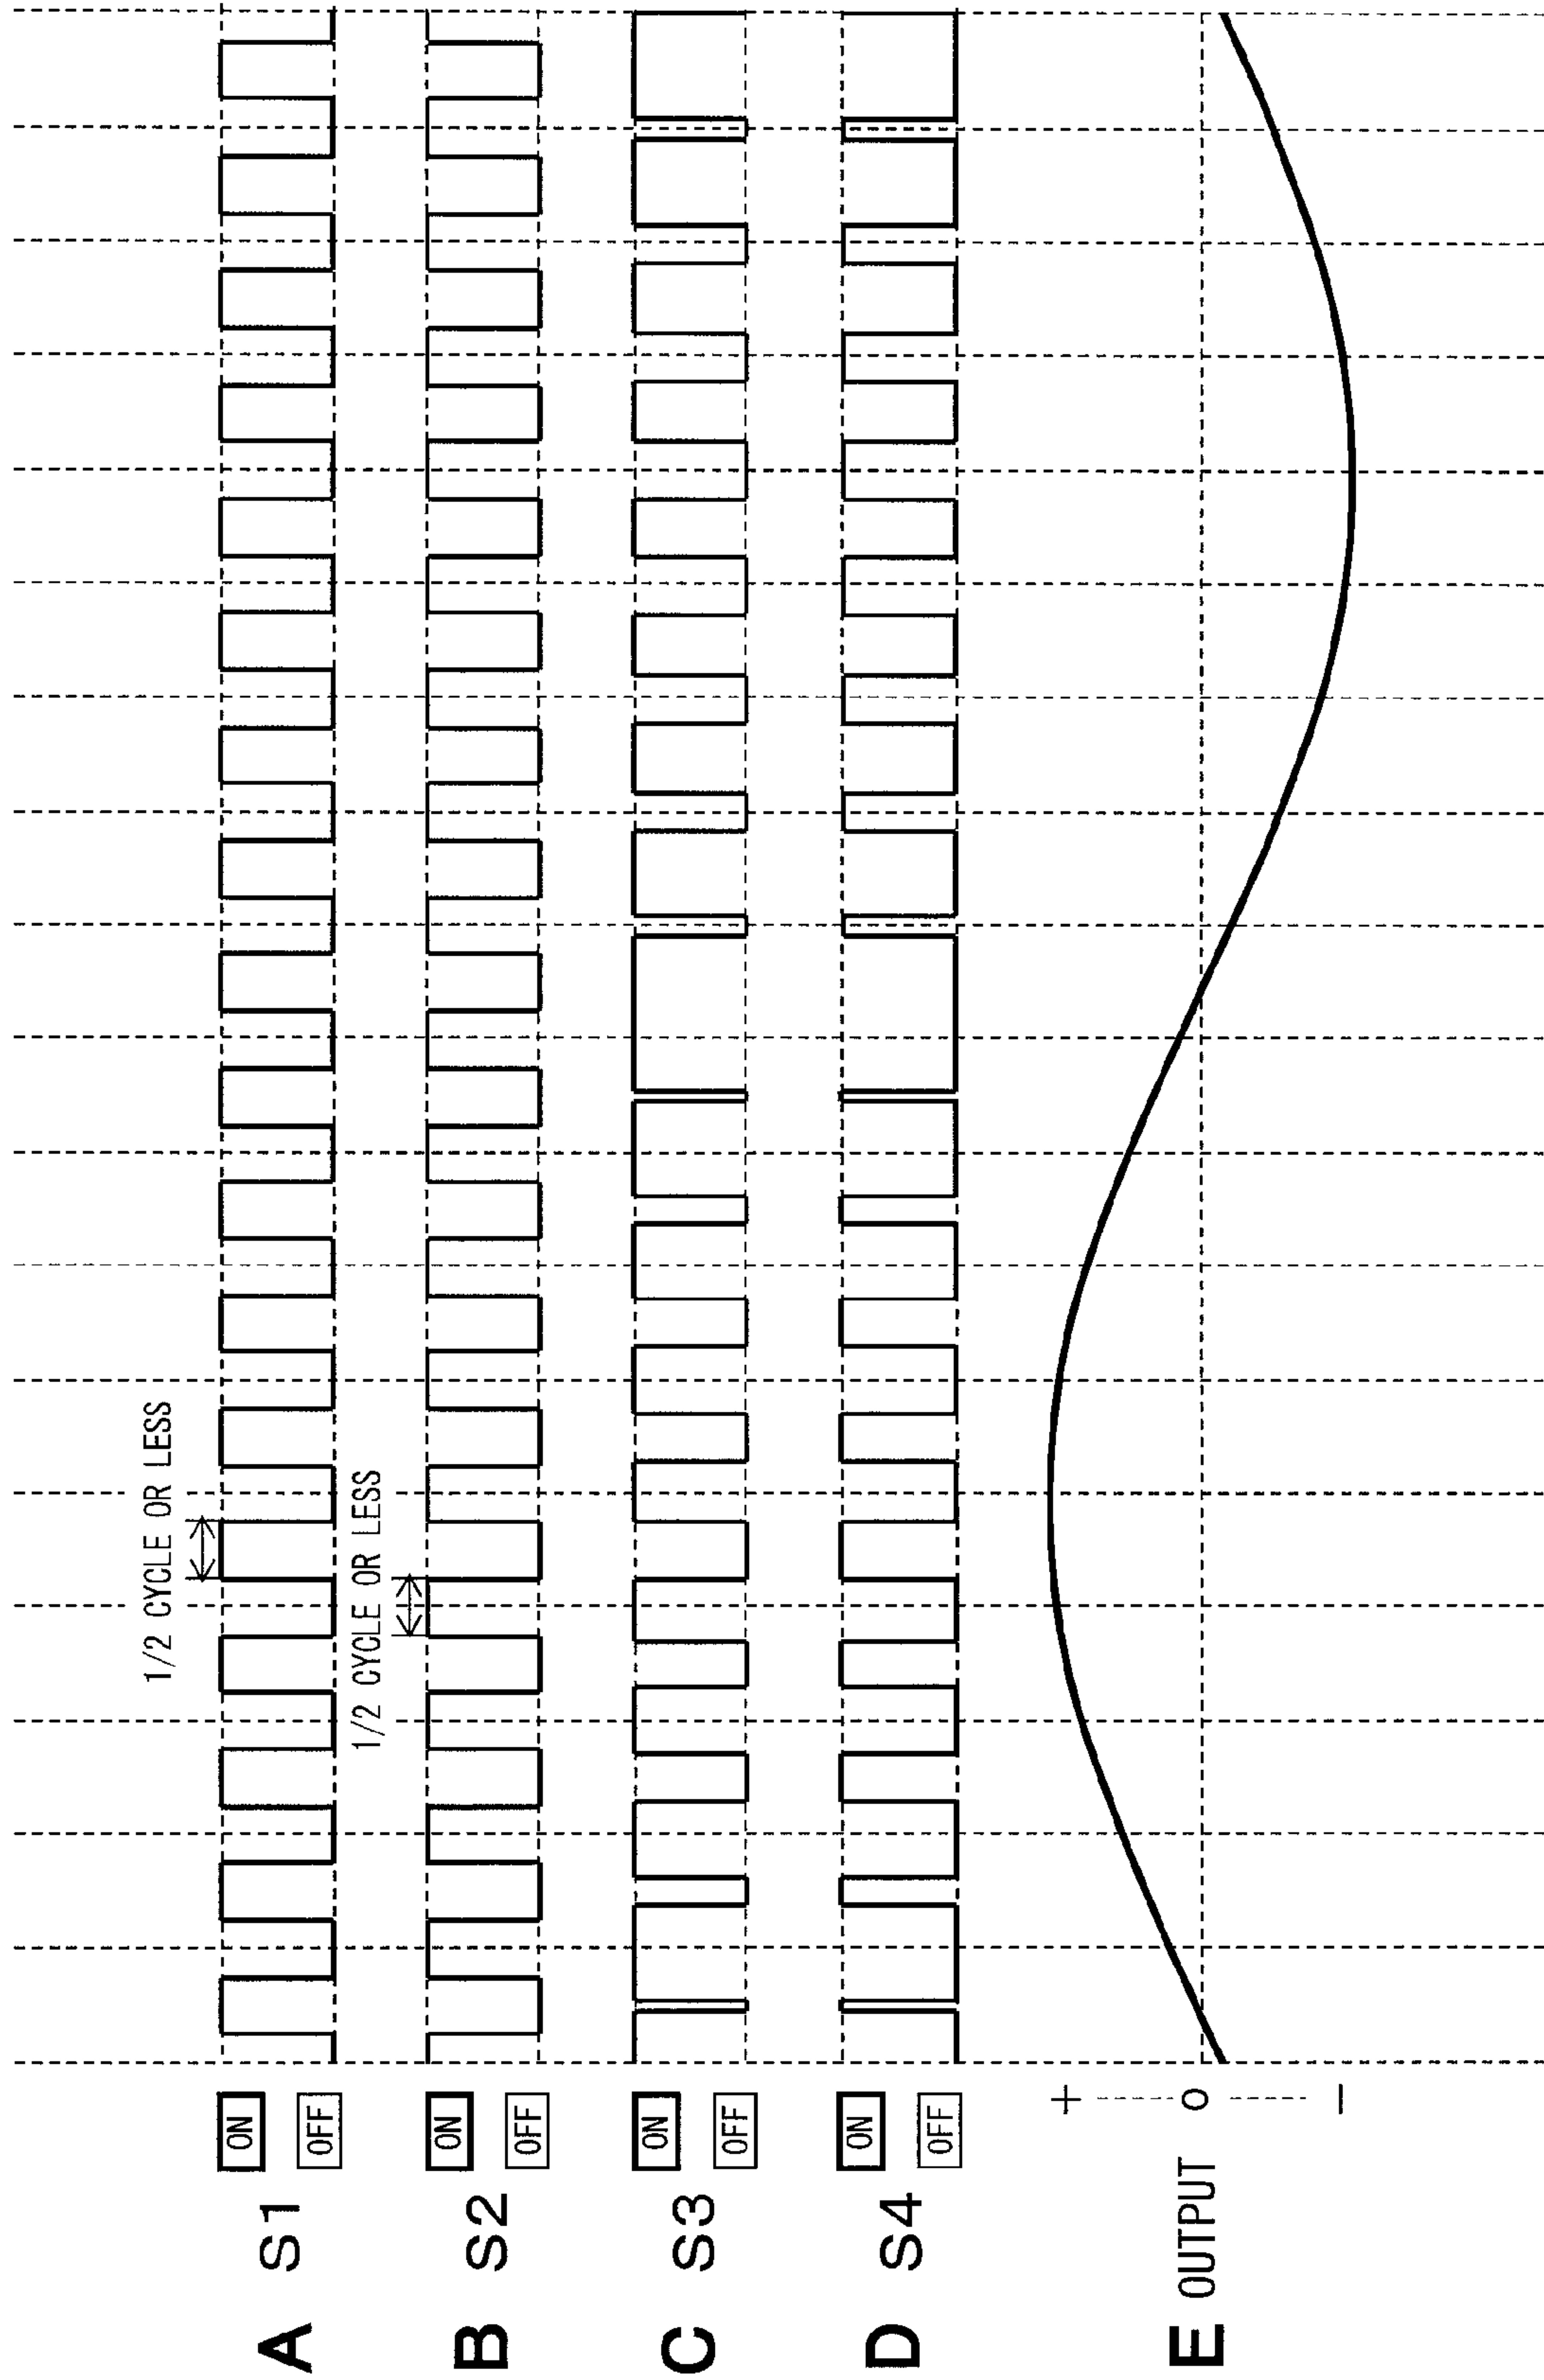 1/2 CYCLE OR LESS
A S1 ON OFF
1/2 CYCLE OR LESS
B S2 ON OFF
C S3 ON OFF
D S4 ON OFF
E OUTPUT + 0 −